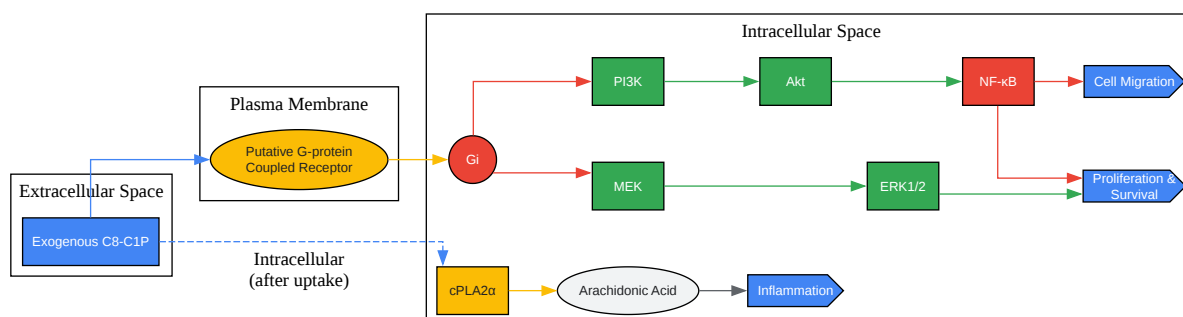 Intracellular Space
PI3K
Akt
NF-κB
Cell Migration
Plasma Membrane
Putative G-protein
Coupled Receptor
Gi
MEK
ERK1/2
Proliferation &
Survival
Extracellular Space
Exogenous C8-C1P
Intracellular
(after uptake)
cPLA2α
Arachidonic Acid
Inflammation